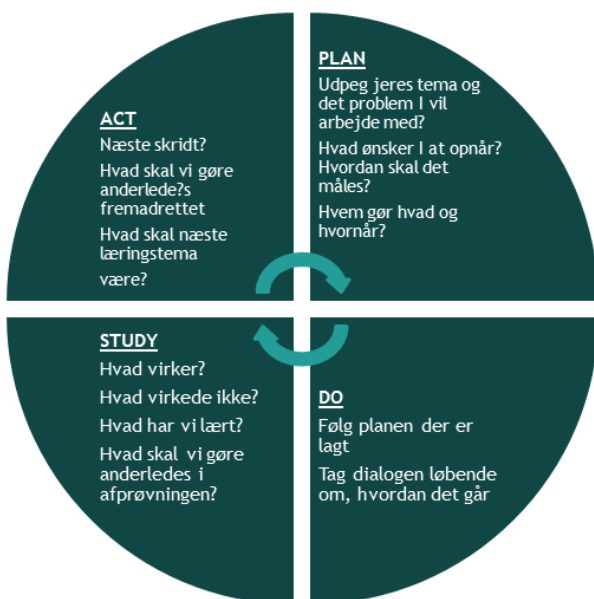 PLAN
Udpeg jeres tema og
det problem I vil
arbejde med?
Hvad ønsker I at opnår?
Hvordan skal det
måles?
Hvem gør hvad og
hvornår?
DO
Følg planen der er
lagt
Tag dialogen løbende
om, hvordan det går
STUDY
Hvad virker?
Hvad virkede ikke?
Hvad har vi lært?
Hvad skal vi gøre
anderledes i
afprøvningen?
ACT
Næste skridt?
Hvad skal vi gøre
anderlede?s
fremadrettet
Hvad skal næste
læringstema
være?